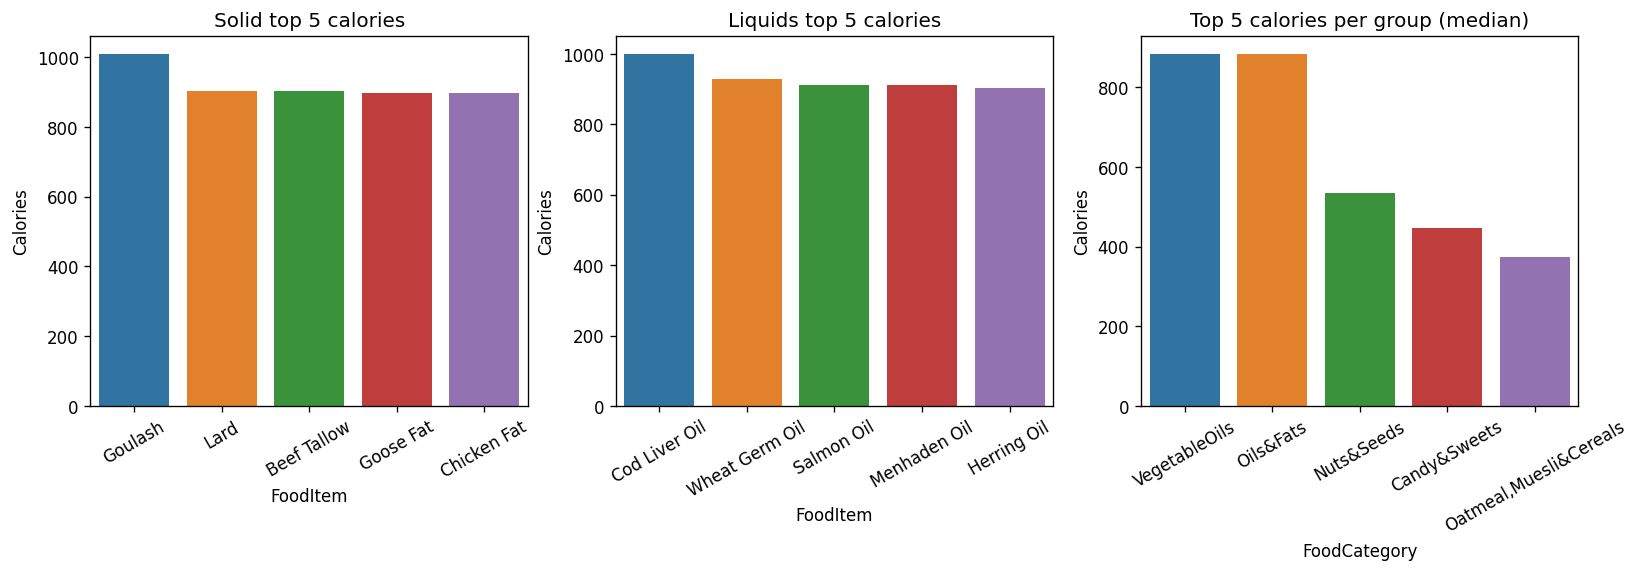 Solid top 5 calories
Calories
1000
800
600
400
200
0
Goulash
Lard
Beef Tallow
Goose Fat
Chicken Fat
FoodItem
Liquids top 5 calories
Calories
1000
800
600
400
200
0
Cod Liver Oil
Wheat Germ Oil
Salmon Oil
Menhaden Oil
Herring Oil
FoodItem
Top 5 calories per group (median)
Calories
800
600
400
200
0
VegetableOils
Oils&Fats
Nuts&Seeds
Candy&Sweets
Oatmeal,Muesli&Cereals
FoodCategory